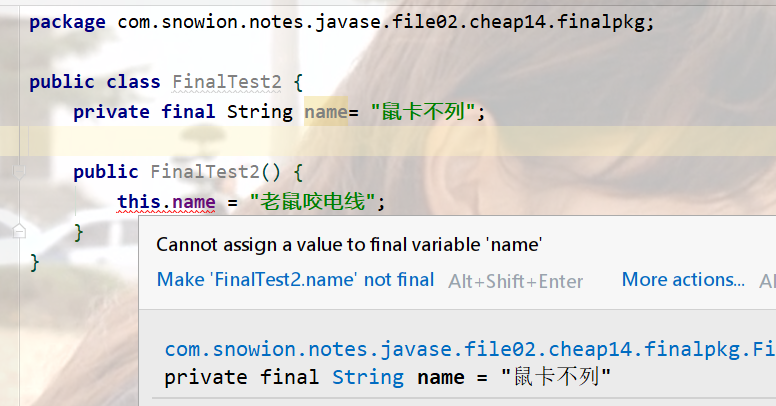 package com.snowion.notes.javase.file02.cheap14.finalpkg;
public class FinalTest2 {
private final String name= "鼠卡不列";
public FinalTest2() {
this.name = "老鼠咬电线";
}
}
Cannot assign a value to final variable 'name'
Make 'FinalTest2.name' not final Alt+Shift+Enter More actions... Al
com.snowion.notes.javase.file02.cheap14.finalpkg.Fi
private final String name = "鼠卡不列"